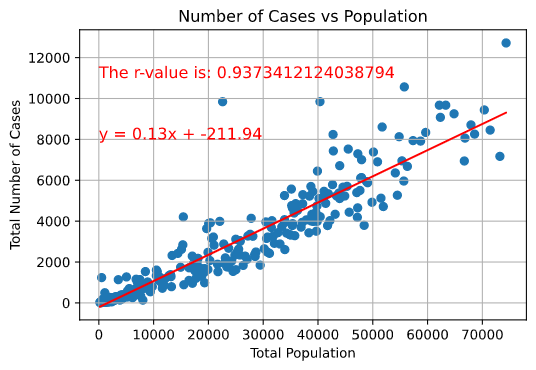 Number of Cases vs Population
12000
The r-value is: 0.9373412124038794
10000
y = 0.13x + -211.94
8000
6000
4000
2000
0
Total Number of Cases
0 10000 20000 30000 40000 50000 60000 70000
Total Population